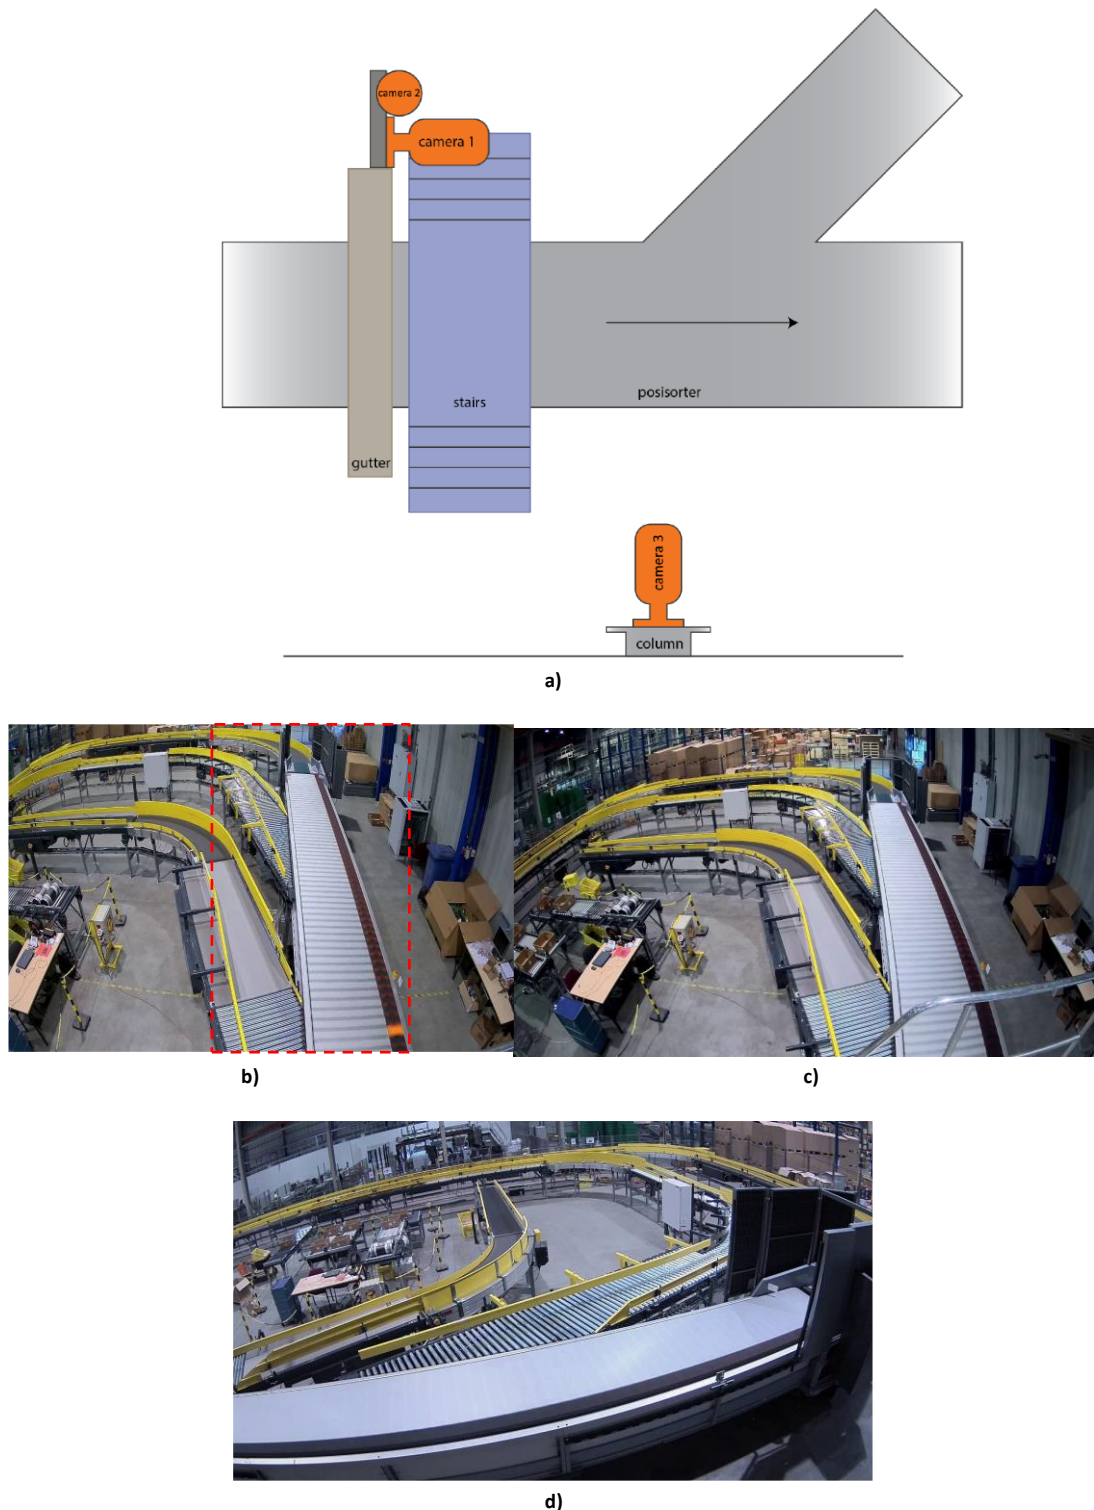 camera 2
camera 1
stairs
posisorter
gutter
camera 3
column
a)
b)
c)
d)